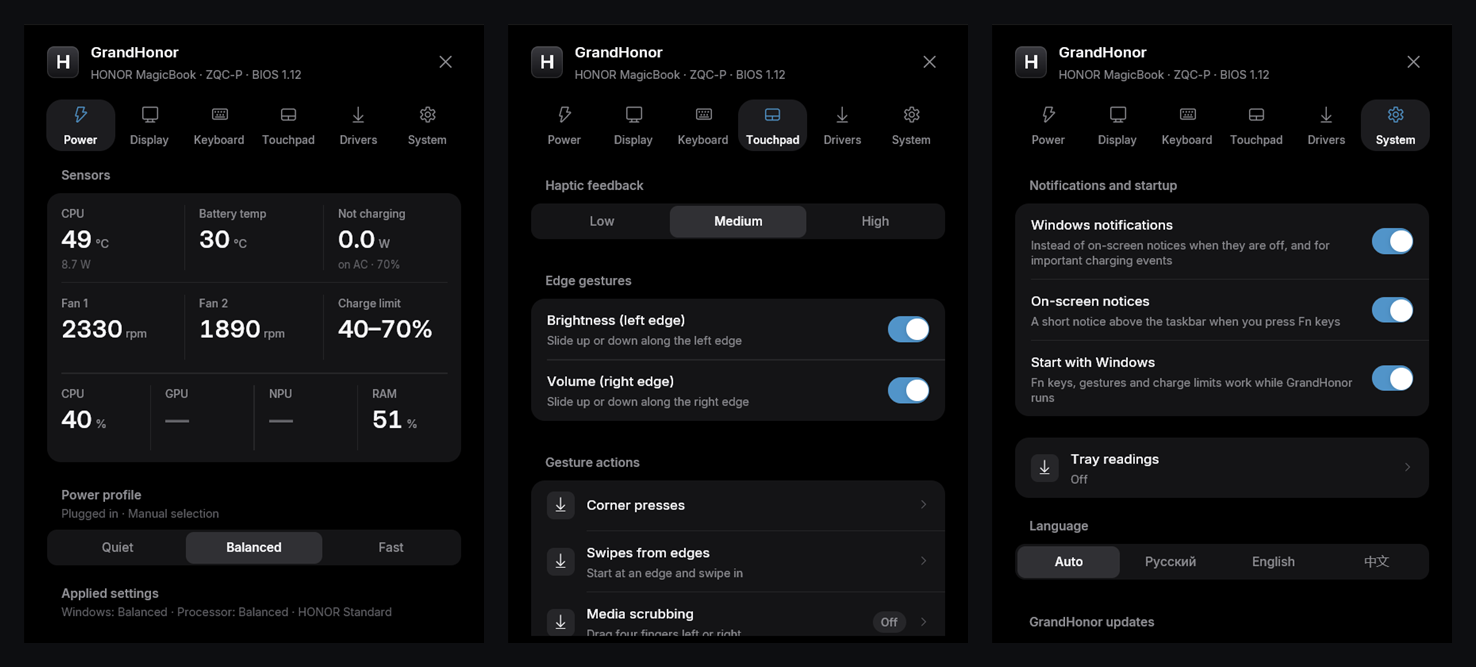 H
GrandHonor
HONOR MagicBook · ZQC-P · BIOS 1.12
Power Display Keyboard Touchpad Drivers System
Sensors
CPU Battery temp Not charging
49 °C 30 °C 0.0 W
8.7 W on AC · 70%
Fan 1 Fan 2 Charge limit
2330 rpm 1890 rpm 40–70%
CPU GPU NPU RAM
40 % — — 51 %
Power profile
Plugged in · Manual selection
Quiet Balanced Fast
Applied settings
Windows: Balanced · Processor: Balanced · HONOR Standard
H
GrandHonor
HONOR MagicBook · ZQC-P · BIOS 1.12
Power Display Keyboard Touchpad Drivers System
Haptic feedback
Low Medium High
Edge gestures
Brightness (left edge)
Slide up or down along the left edge
Volume (right edge)
Slide up or down along the right edge
Gesture actions
Corner presses
Swipes from edges
Start at an edge and swipe in
Media scrubbing
Off
Drag four fingers left or right
H
GrandHonor
HONOR MagicBook · ZQC-P · BIOS 1.12
Power Display Keyboard Touchpad Drivers System
Notifications and startup
Windows notifications
Instead of on-screen notices when they are off, and for
important charging events
On-screen notices
A short notice above the taskbar when you press Fn keys
Start with Windows
Fn keys, gestures and charge limits work while GrandHonor
runs
Tray readings
Off
Language
Auto Русский English 中文
GrandHonor updates